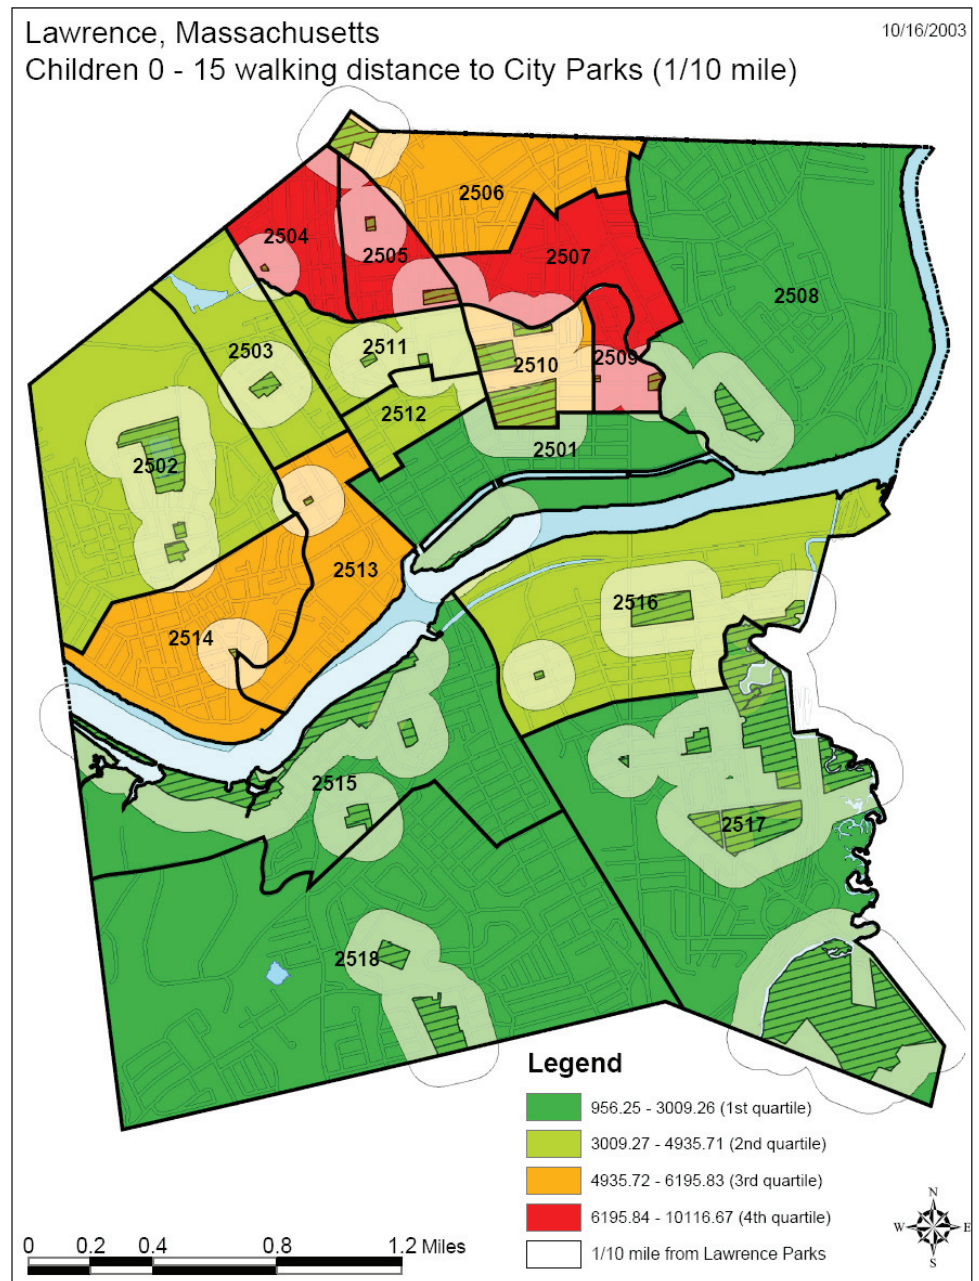 Lawrence, Massachusetts
10/16/2003
Children 0 - 15 walking distance to City Parks (1/10 mile)
2506
2504
2505
2507
2508
2503
2511
2510
2509
2512
2501
2502
2513
2516
2514
2515
2517
2518
Legend
956.25 - 3009.26 (1st quartile)
3009.27 - 4935.71 (2nd quartile)
4935.72 - 6195.83 (3rd quartile)
6195.84 - 10116.67 (4th quartile)
1/10 mile from Lawrence Parks
N
W E
S
0 0.2 0.4 0.8 1.2 Miles